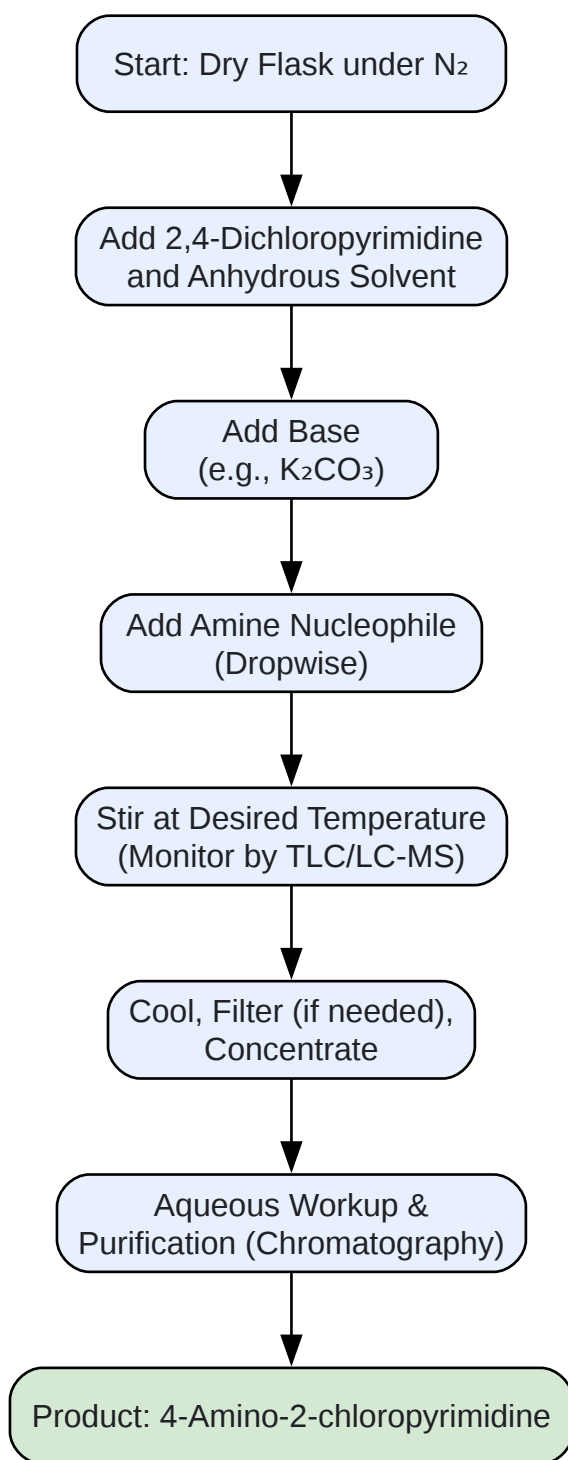 Start: Dry Flask under N₂
Add 2,4-Dichloropyrimidine
and Anhydrous Solvent
Add Base
(e.g., K₂CO₃)
Add Amine Nucleophile
(Dropwise)
Stir at Desired Temperature
(Monitor by TLC/LC-MS)
Cool, Filter (if needed),
Concentrate
Aqueous Workup &
Purification (Chromatography)
Product: 4-Amino-2-chloropyrimidine